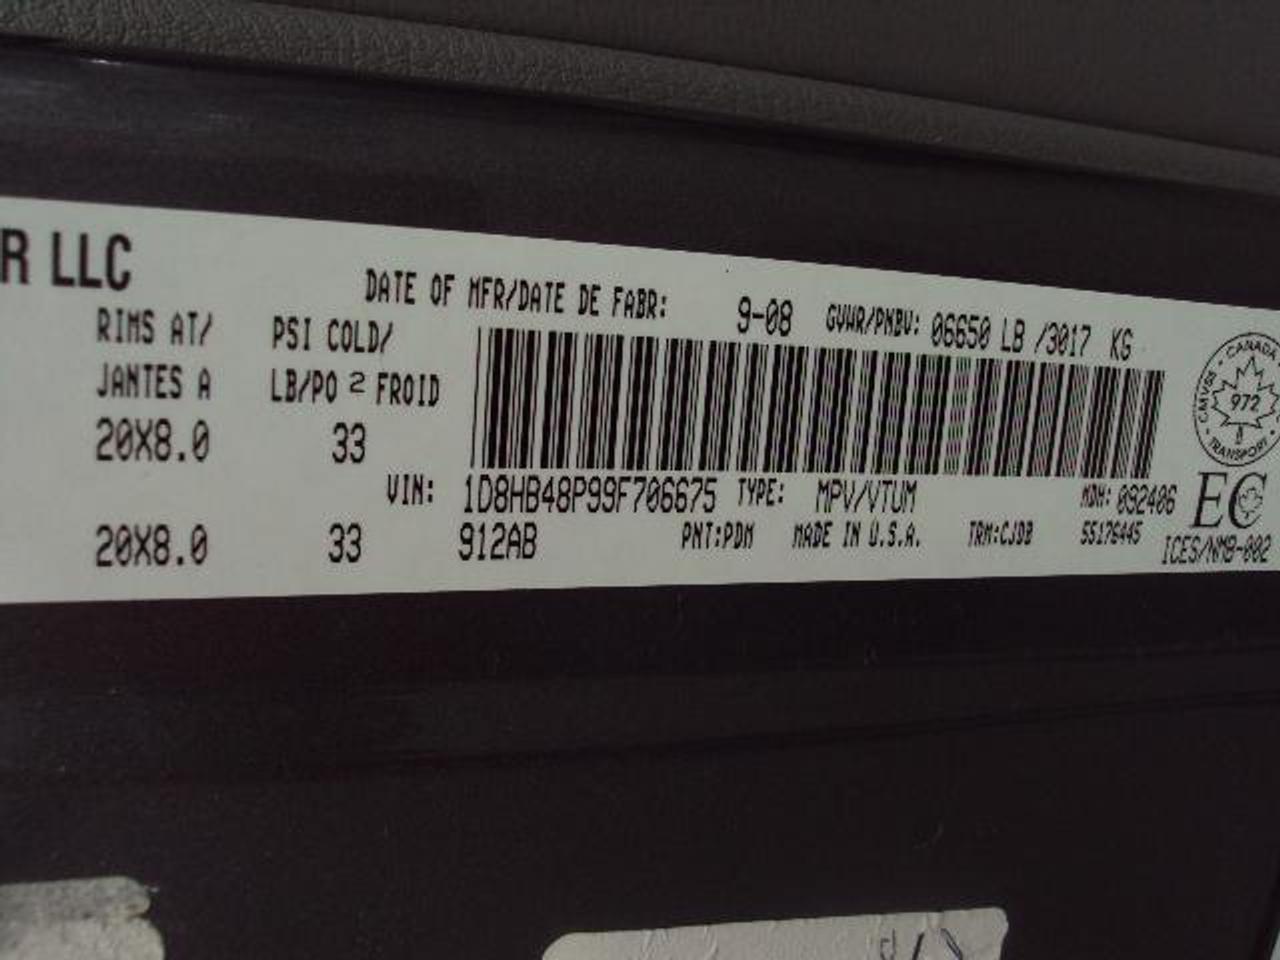 R LLC
DATE OF MFR/DATE DE FABR: 9-08 GVWR/PNBV: 06650 LB /3017 KG
RIMS AT/ PSI COLD/
JANTES A LB/PO 2 FROID
20X8.0 33
CANADA
CMVSS
972
TRANSPORT
VIN: 1D8HB48P99F706675 TYPE: MPV/VTUM MDH: 092406
EC
20X8.0 33 912AB PNT:PDM MADE IN U.S.A. TRM:CJDB 55176445
ICES/NMB-002